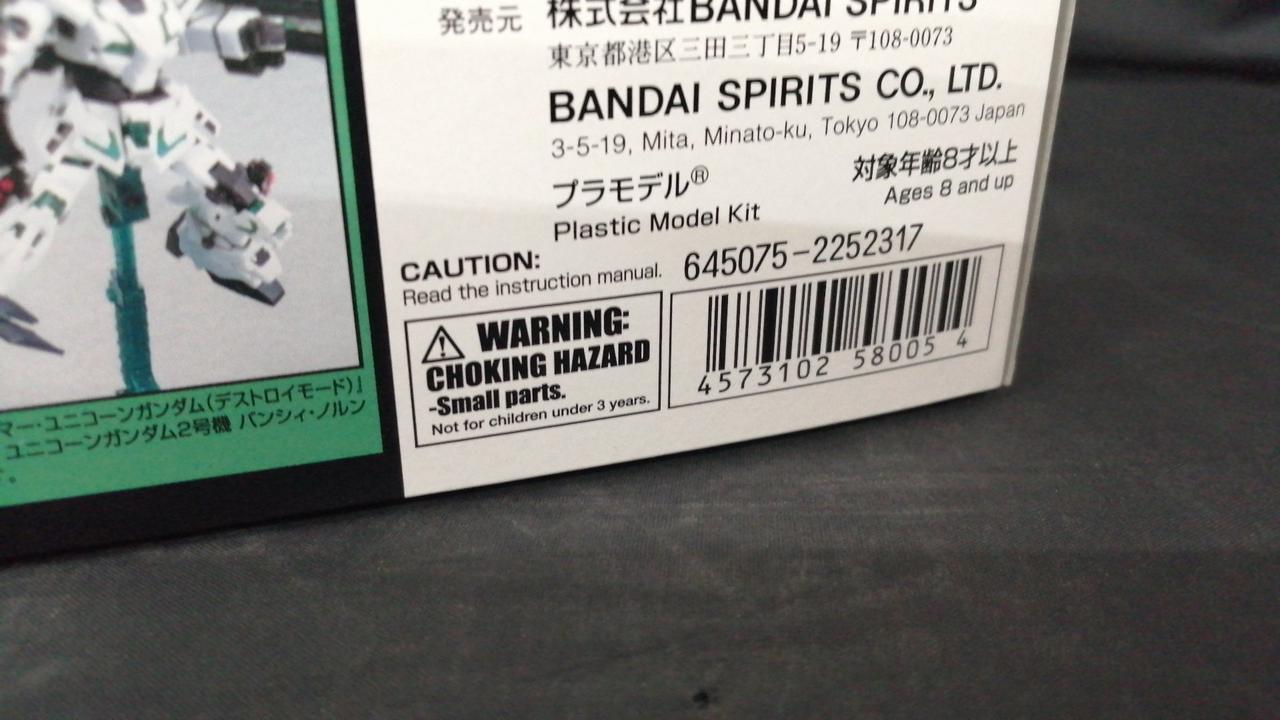 発売元 株式会社BANDAI SPIRITS
東京都港区三田三丁目5-19 〒108-0073
BANDAI SPIRITS CO., LTD.
3-5-19, Mita, Minato-ku, Tokyo 108-0073 Japan
プラモデル®
Plastic Model Kit
対象年齢8才以上
Ages 8 and up
CAUTION:
Read the instruction manual.
645075-2252317
WARNING:
CHOKING HAZARD
-Small parts.
Not for children under 3 years.
4573102 58005 4
マー・ユニコーンガンダム(デストロイモード)』
ユニコーンガンダム2号機 バンシィ・ノルン